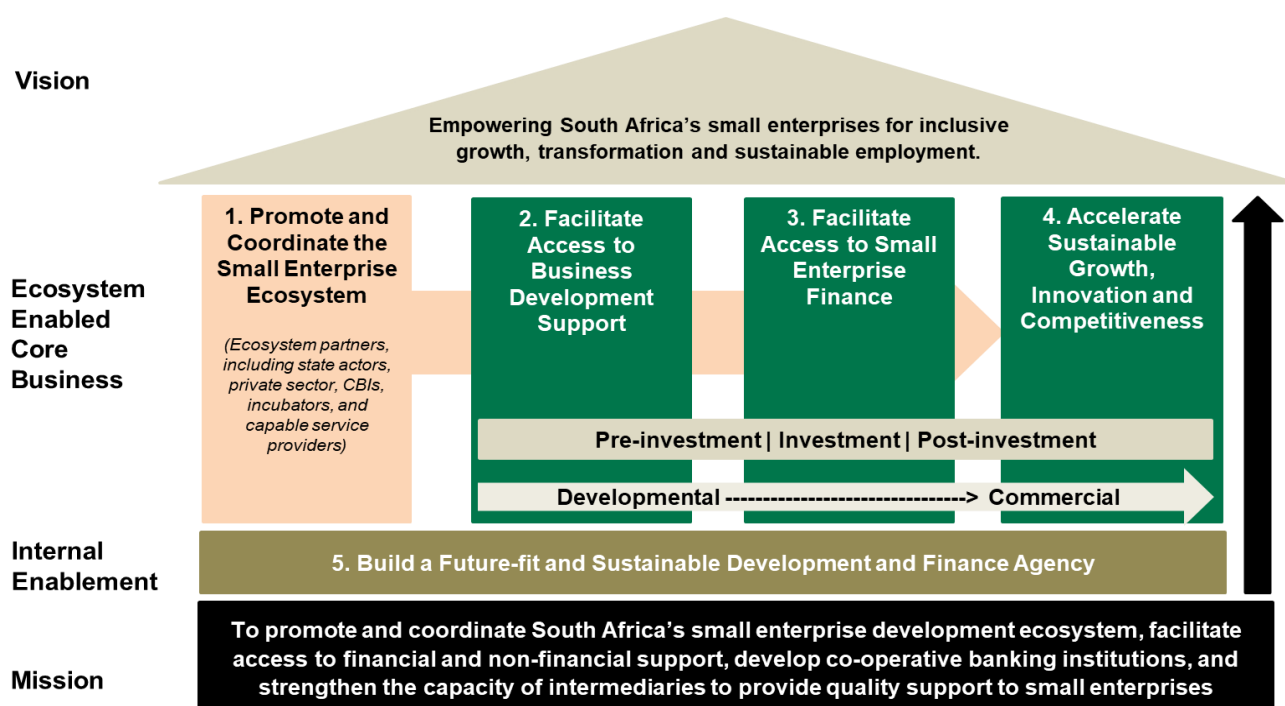 Vision
Empowering South Africa's small enterprises for inclusive
growth, transformation and sustainable employment.
Ecosystem
Enabled
Core
Business
1. Promote and
Coordinate the
Small Enterprise
Ecosystem
(Ecosystem partners,
including state actors,
private sector, CBIs,
incubators, and
capable service
providers)
2. Facilitate
Access to
Business
Development
Support
3. Facilitate
Access to Small
Enterprise
Finance
4. Accelerate
Sustainable
Growth,
Innovation and
Competitiveness
Pre-investment | Investment | Post-investment
Developmental --------------------------------> Commercial
Internal
Enablement
5. Build a Future-fit and Sustainable Development and Finance Agency
Mission
To promote and coordinate South Africa's small enterprise development ecosystem, facilitate
access to financial and non-financial support, develop co-operative banking institutions, and
strengthen the capacity of intermediaries to provide quality support to small enterprises